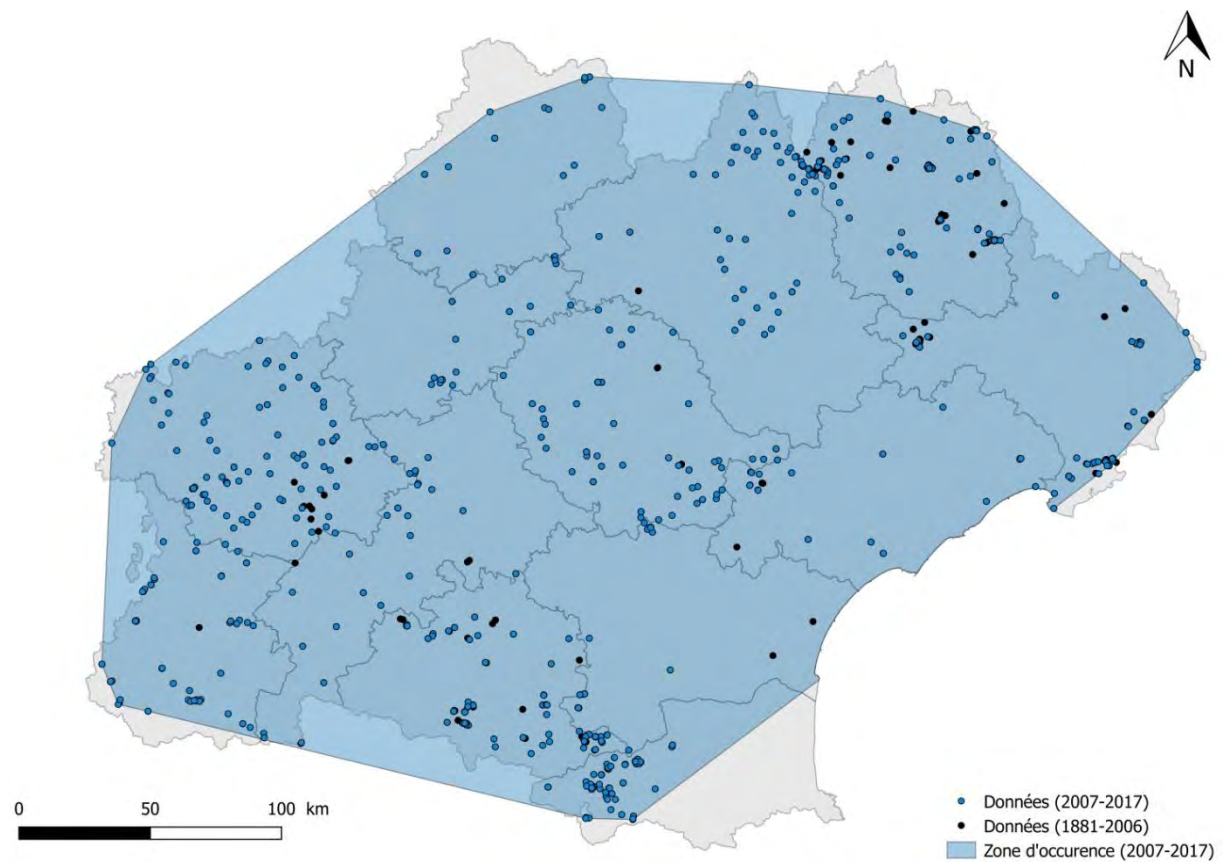 N
0 50 100 km
Données (2007-2017)
Données (1881-2006)
Zone d'occurence (2007-2017)